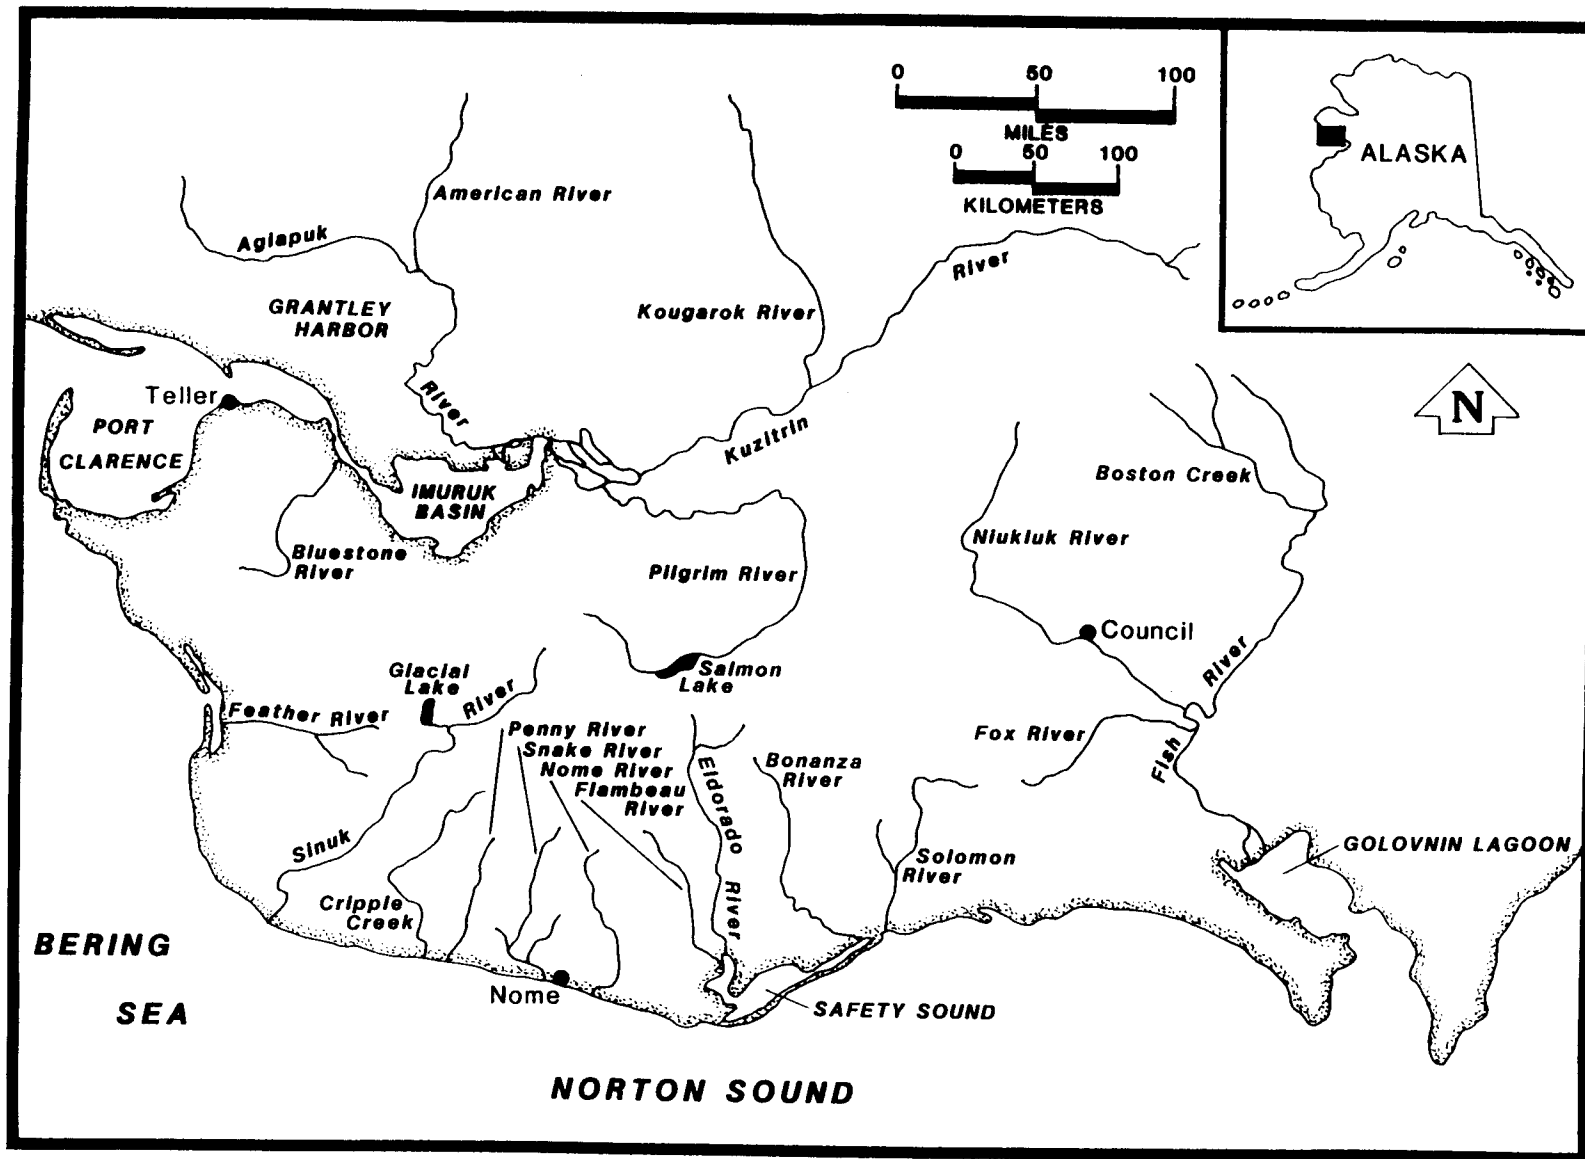 0 50 100
MILES
0 50 100
KILOMETERS
ALASKA
N
American River
Agiapuk
River
GRANTLEY
HARBOR
Kougarok River
River
Kuzitrin
Teller
PORT
CLARENCE
IMURUK
BASIN
Boston Creek
Niukluk River
Bluestone
River
Pilgrim River
Council
River
Glacial
Lake
River
Salmon
Lake
Feather River
Penny River
Snake River
Nome River
Flambeau
River
Eldorado
River
Bonanza
River
Fox River
Fish
Sinuk
Solomon
River
GOLOVNIN LAGOON
Cripple
Creek
BERING
SEA
Nome
SAFETY SOUND
NORTON SOUND